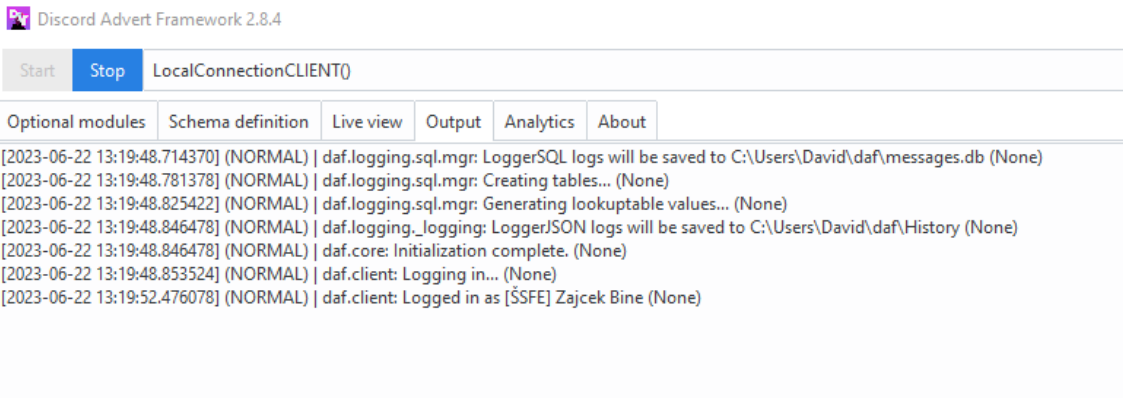 Discord Advert Framework 2.8.4
Start Stop LocalConnectionCLIENT()
Optional modules Schema definition Live view Output Analytics About
[2023-06-22 13:19:48.714370] (NORMAL) | daf.logging.sql.mgr: LoggerSQL logs will be saved to C:\Users\David\daf\messages.db (None)
[2023-06-22 13:19:48.781378] (NORMAL) | daf.logging.sql.mgr: Creating tables... (None)
[2023-06-22 13:19:48.825422] (NORMAL) | daf.logging.sql.mgr: Generating lookuptable values... (None)
[2023-06-22 13:19:48.846478] (NORMAL) | daf.logging._logging: LoggerJSON logs will be saved to C:\Users\David\daf\History (None)
[2023-06-22 13:19:48.846478] (NORMAL) | daf.core: Initialization complete. (None)
[2023-06-22 13:19:48.853524] (NORMAL) | daf.client: Logging in... (None)
[2023-06-22 13:19:52.476078] (NORMAL) | daf.client: Logged in as [ŠSFE] Zajcek Bine (None)